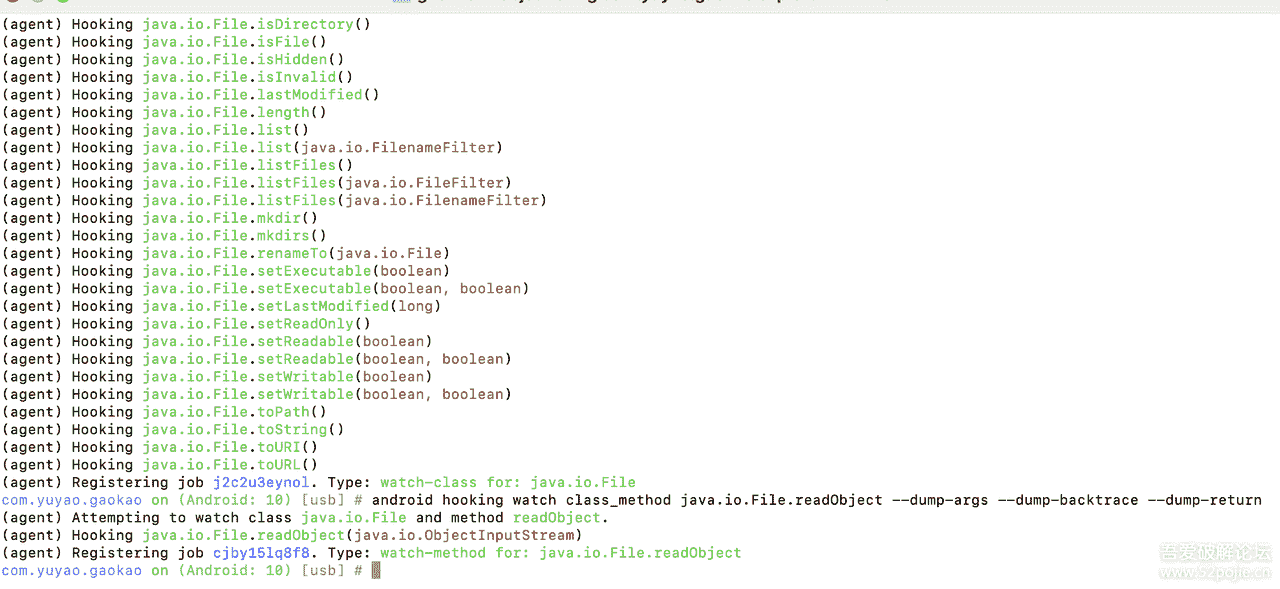 (agent) Hooking java.io.File.isDirectory()
(agent) Hooking java.io.File.isFile()
(agent) Hooking java.io.File.isHidden()
(agent) Hooking java.io.File.isInvalid()
(agent) Hooking java.io.File.lastModified()
(agent) Hooking java.io.File.length()
(agent) Hooking java.io.File.list()
(agent) Hooking java.io.File.list(java.io.FilenameFilter)
(agent) Hooking java.io.File.listFiles()
(agent) Hooking java.io.File.listFiles(java.io.FileFilter)
(agent) Hooking java.io.File.listFiles(java.io.FilenameFilter)
(agent) Hooking java.io.File.mkdir()
(agent) Hooking java.io.File.mkdirs()
(agent) Hooking java.io.File.renameTo(java.io.File)
(agent) Hooking java.io.File.setExecutable(boolean)
(agent) Hooking java.io.File.setExecutable(boolean, boolean)
(agent) Hooking java.io.File.setLastModified(long)
(agent) Hooking java.io.File.setReadOnly()
(agent) Hooking java.io.File.setReadable(boolean)
(agent) Hooking java.io.File.setReadable(boolean, boolean)
(agent) Hooking java.io.File.setWritable(boolean)
(agent) Hooking java.io.File.setWritable(boolean, boolean)
(agent) Hooking java.io.File.toPath()
(agent) Hooking java.io.File.toString()
(agent) Hooking java.io.File.toURI()
(agent) Hooking java.io.File.toURL()
(agent) Registering job j2c2u3eynol. Type: watch-class for: java.io.File
com.yuyao.gaokao on (Android: 10) [usb] # android hooking watch class_method java.io.File.readObject --dump-args --dump-backtrace --dump-return
(agent) Attempting to watch class java.io.File and method readObject.
(agent) Hooking java.io.File.readObject(java.io.ObjectInputStream)
(agent) Registering job cjby15lq8f8. Type: watch-method for: java.io.File.readObject
com.yuyao.gaokao on (Android: 10) [usb] #
吾爱破解论坛
www.52pojie.cn